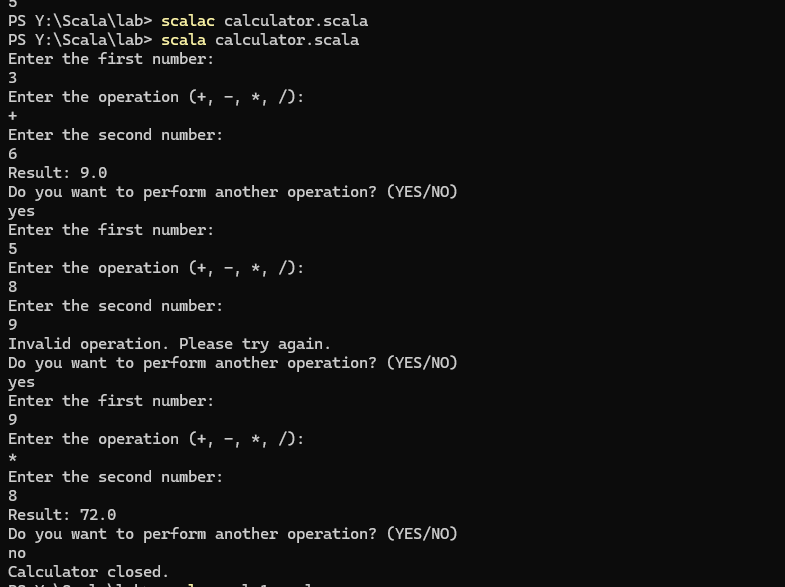 5
PS Y:\Scala\lab> scalac calculator.scala
PS Y:\Scala\lab> scala calculator.scala
Enter the first number:
3
Enter the operation (+, -, *, /):
+
Enter the second number:
6
Result: 9.0
Do you want to perform another operation? (YES/NO)
yes
Enter the first number:
5
Enter the operation (+, -, *, /):
8
Enter the second number:
9
Invalid operation. Please try again.
Do you want to perform another operation? (YES/NO)
yes
Enter the first number:
9
Enter the operation (+, -, *, /):
*
Enter the second number:
8
Result: 72.0
Do you want to perform another operation? (YES/NO)
no
Calculator closed.
PS Y:\Scala\lab>